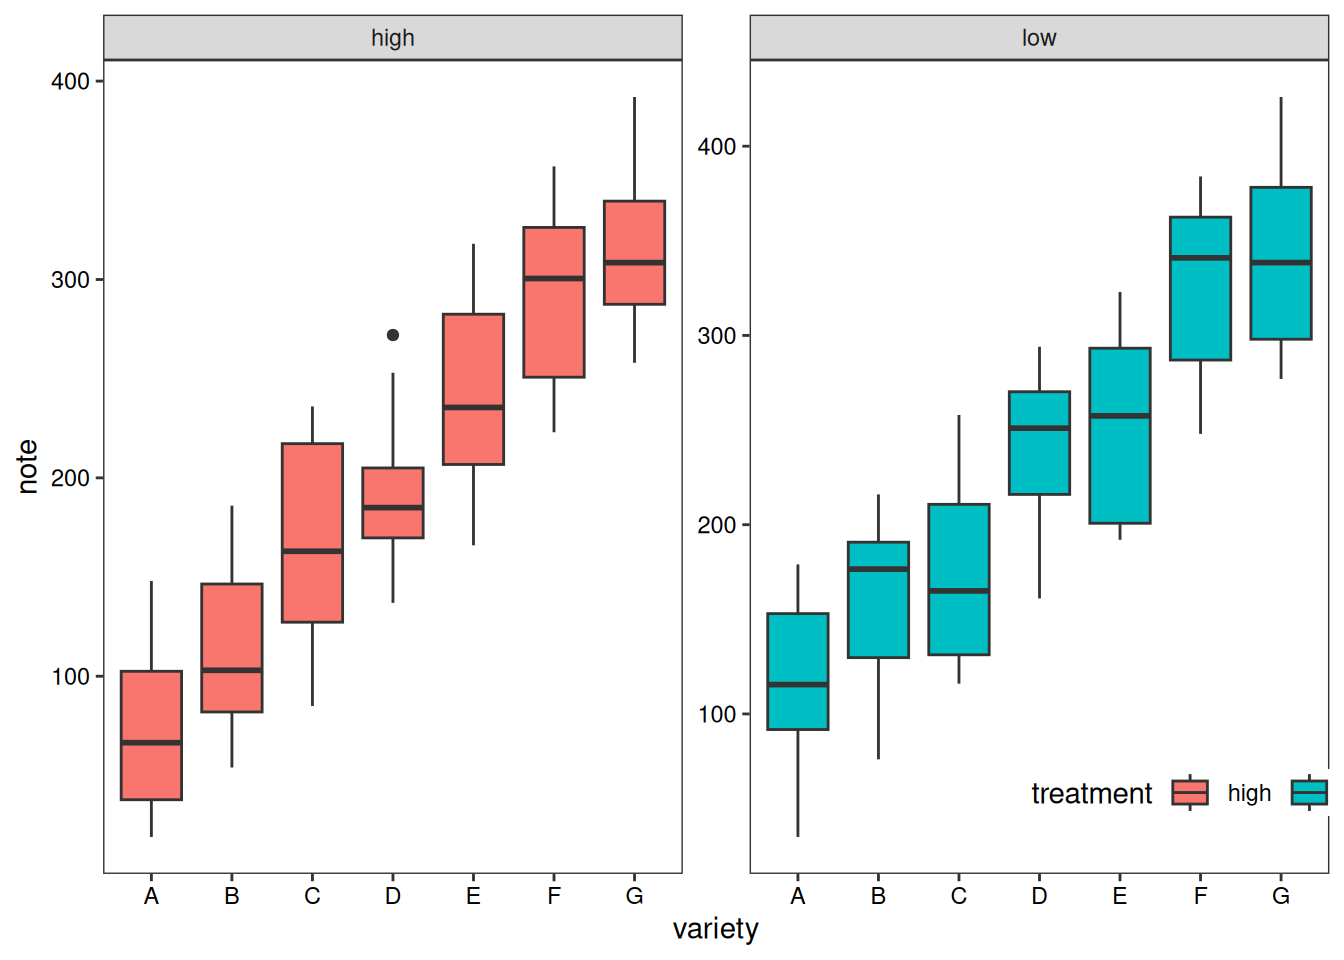 high
low
400
300
200
100
400
300
200
100
note
treatment high
A B C D E F G
A B C D E F G
variety